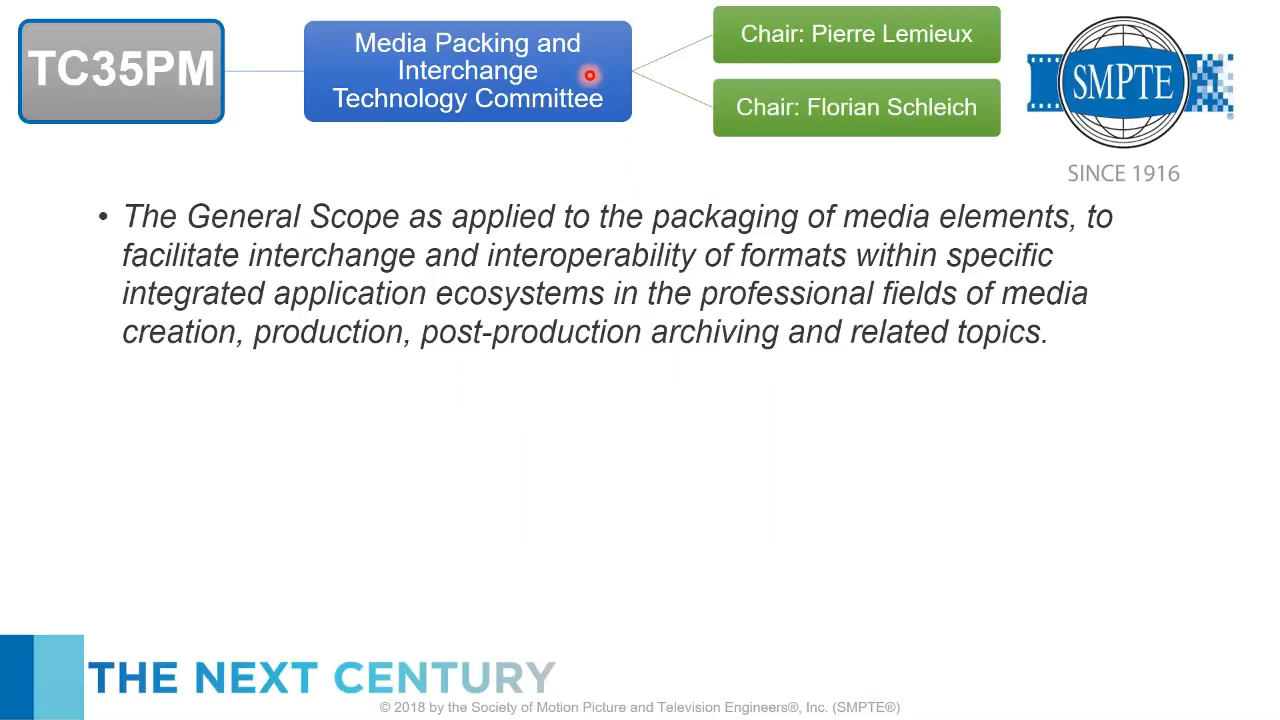 TC35PM
Media Packing and
Interchange
Technology Committee
Chair: Pierre Lemieux
Chair: Florian Schleich
SMPTE
®
SINCE 1916
• The General Scope as applied to the packaging of media elements, to
facilitate interchange and interoperability of formats within specific
integrated application ecosystems in the professional fields of media
creation, production, post-production archiving and related topics.
THE NEXT CENTURY
© 2018 by the Society of Motion Picture and Television Engineers®, Inc. (SMPTE®)